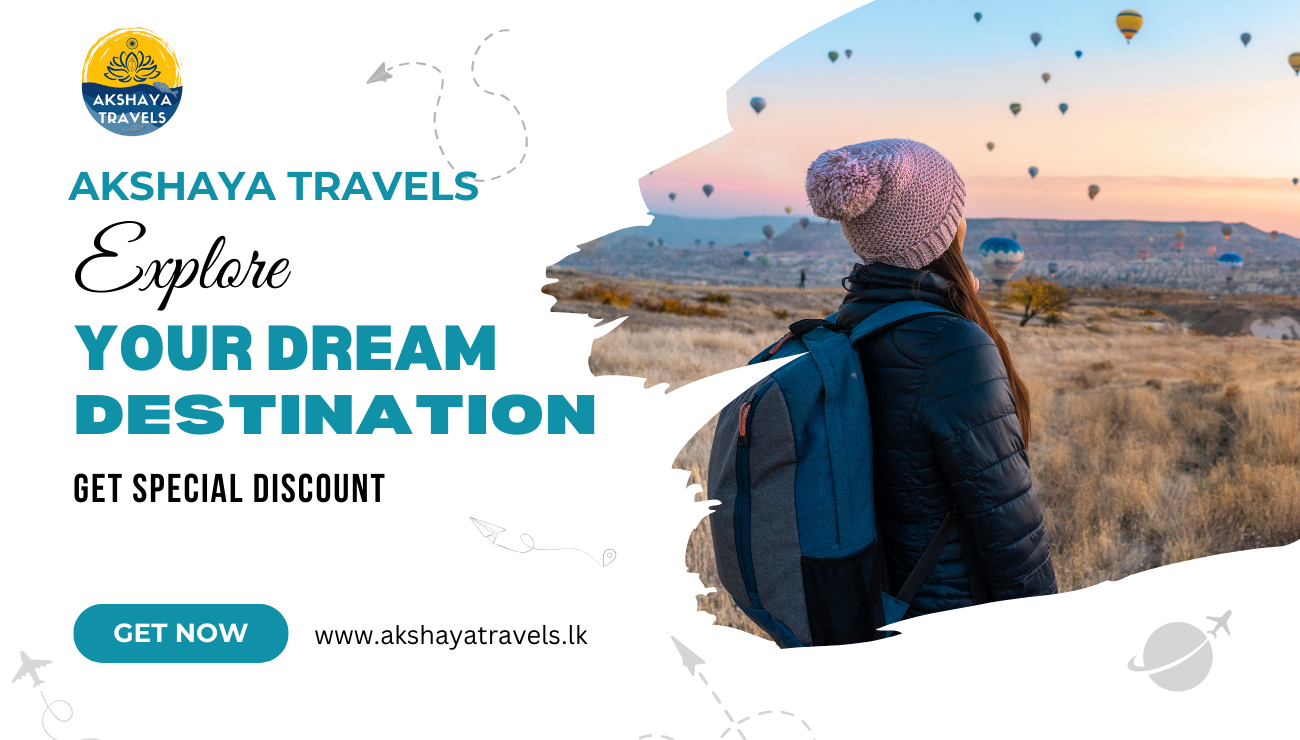 AKSHAYA
TRAVELS
AKSHAYA TRAVELS
Explore
YOUR DREAM
DESTINATION
GET SPECIAL DISCOUNT
GET NOW
www.akshayatravels.lk